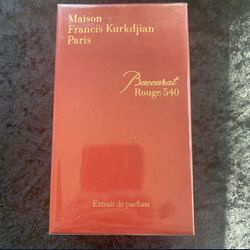 Maison
Francis Kurkdjian
Paris
Baccarat
Rouge 540
Extrait de parfum